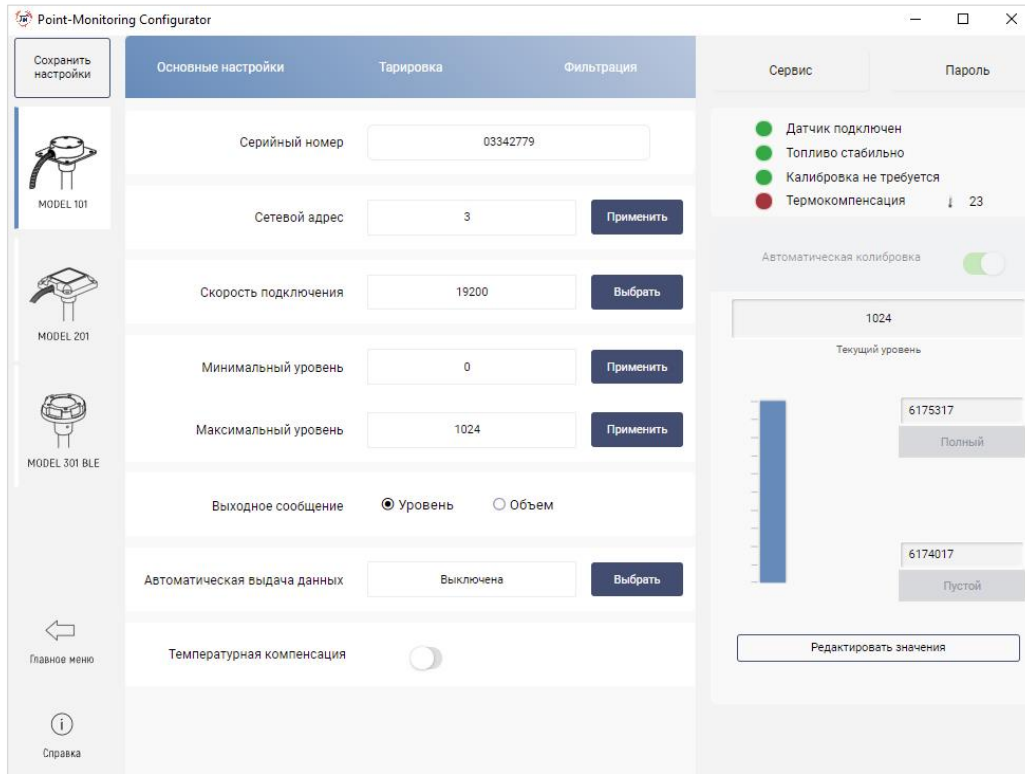 Point-Monitoring Configurator
Сохранить
настройки
Основные настройки
Тарировка
Фильтрация
Сервис
Пароль
MODEL 101
MODEL 201
MODEL 301 BLE
Главное меню
Справка
Серийный номер
03342779
Сетевой адрес
3
Применить
Скорость подключения
19200
Выбрать
Минимальный уровень
0
Применить
Максимальный уровень
1024
Применить
Выходное сообщение
Уровень
Объем
Автоматическая выдача данных
Выключена
Выбрать
Температурная компенсация
Датчик подключен
Топливо стабильно
Калибровка не требуется
Термокомпенсация
23
Автоматическая колибровка
1024
Текущий уровень
6175317
Полный
6174017
Пустой
Редактировать значения